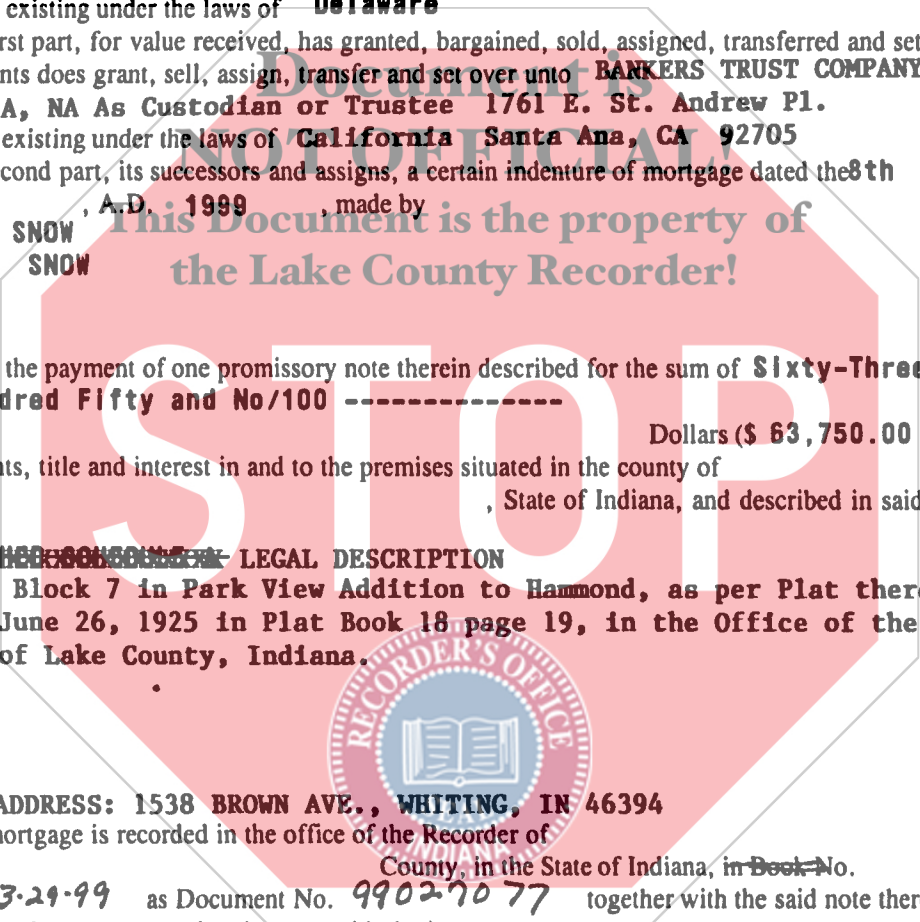 existing under the laws of Delaware
rst part, for value received, has granted, bargained, sold, assigned, transferred and set
Document is
nts does grant, sell, assign, transfer and set over unto BANKERS TRUST COMPANY
A, NA As Custodian or Trustee 1761 E. St. Andrew Pl.
existing under the laws of California Santa Ana, CA 92705
NOT OFFICIAL!
cond part, its successors and assigns, a certain indenture of mortgage dated the 8th
, A.D. 1999 , made by
This Document is the property of
SNOW
SNOW
the Lake County Recorder!
the payment of one promissory note therein described for the sum of Sixty-Three
dred Fifty and No/100 ---------------
Dollars ($ 63,750.00
STOP
nts, title and interest in and to the premises situated in the county of
, State of Indiana, and described in said
LEGAL DESCRIPTION
Block 7 in Park View Addition to Hammond, as per Plat there
June 26, 1925 in Plat Book 18 page 19, in the Office of the
of Lake County, Indiana.
RECORDER'S OFFICE
ADDRESS: 1538 BROWN AVE., WHITING, IN 46394
nortgage is recorded in the office of the Recorder of
INDIANA
County, in the State of Indiana, in Book No.
3-29-99 as Document No. 99027077 together with the said note ther